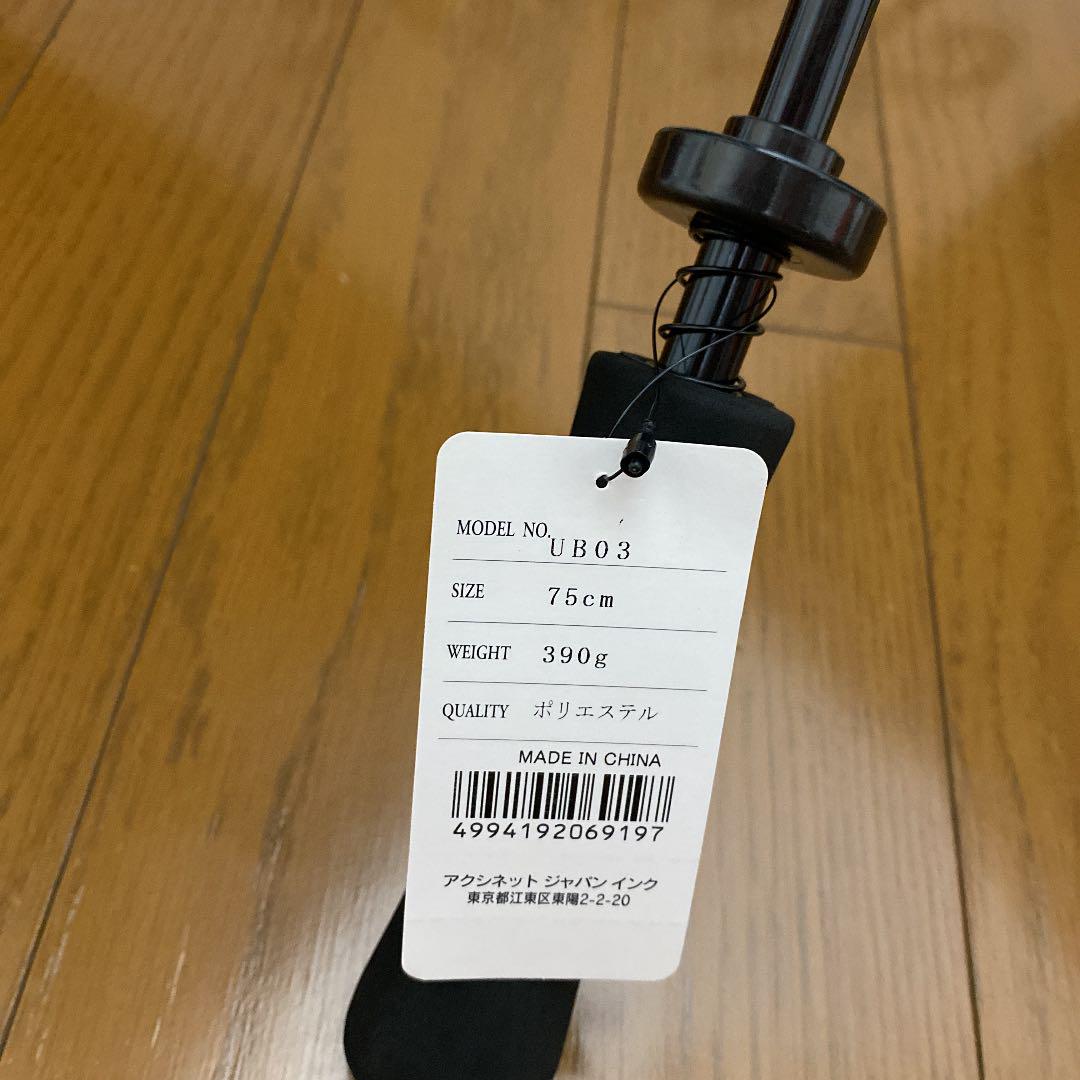 MODEL NO. UB03
SIZE 75cm
WEIGHT 390g
QUALITY ポリエステル
MADE IN CHINA
4994192069197
アクシネット ジャパン インク
東京都江東区東陽2-2-20